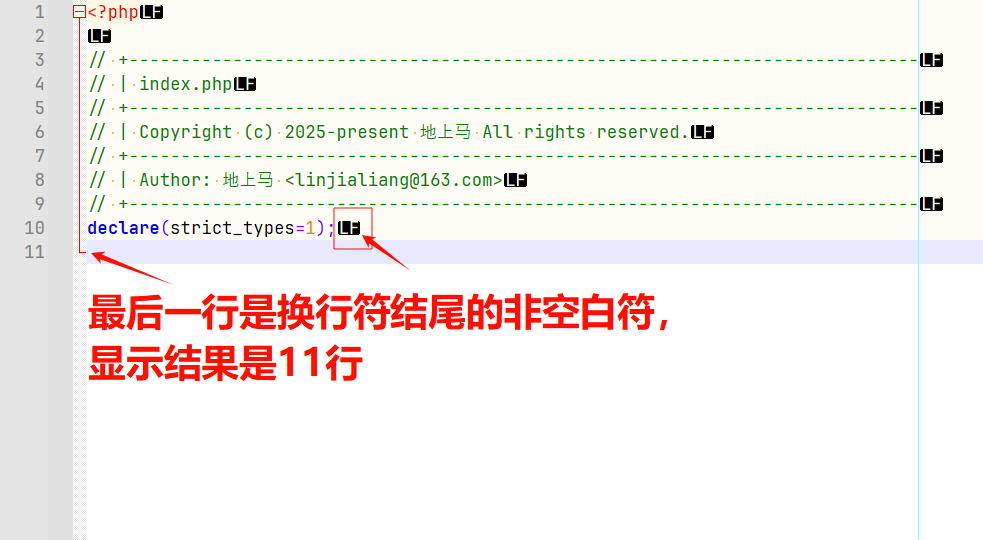 1 <?phpLF
2 LF
3 // +----------------------------------------------------------------------------LF
4 // | index.phpLF
5 // +----------------------------------------------------------------------------LF
6 // | Copyright (c) 2025-present 地上马 All rights reserved.LF
7 // +----------------------------------------------------------------------------LF
8 // | Author: 地上马 <linjialiang@163.com>LF
9 // +----------------------------------------------------------------------------LF
10 declare(strict_types=1);LF
11
最后一行是换行符结尾的非空白符，
显示结果是11行